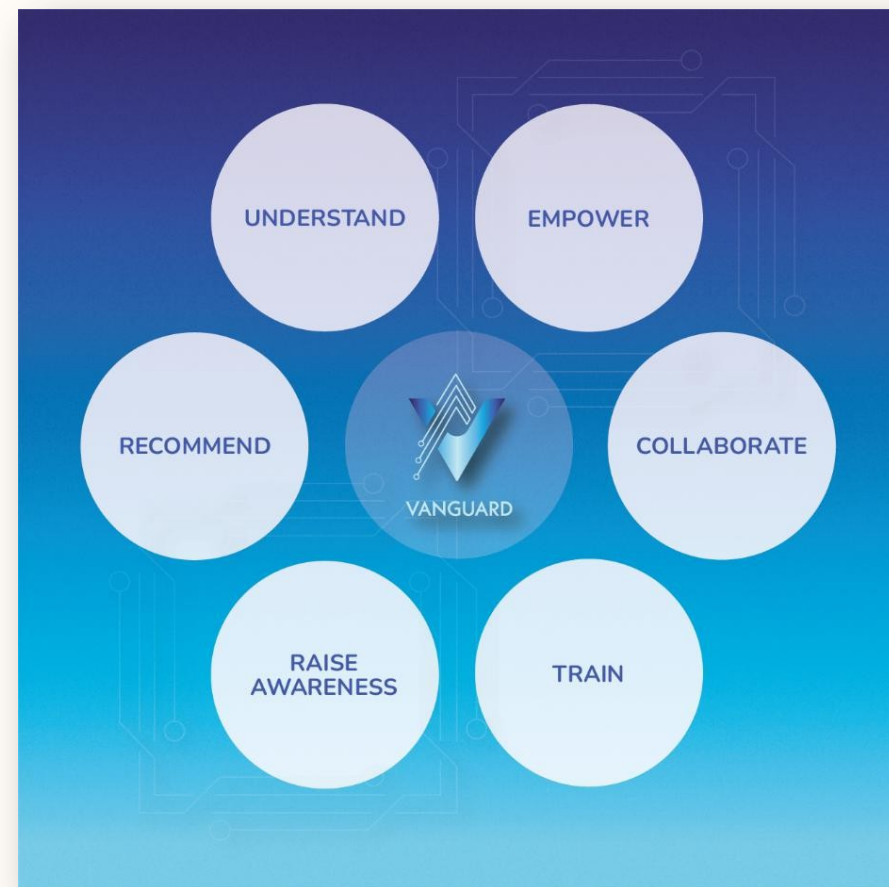 UNDERSTAND
EMPOWER
RECOMMEND
VANGUARD
COLLABORATE
RAISE
AWARENESS
TRAIN